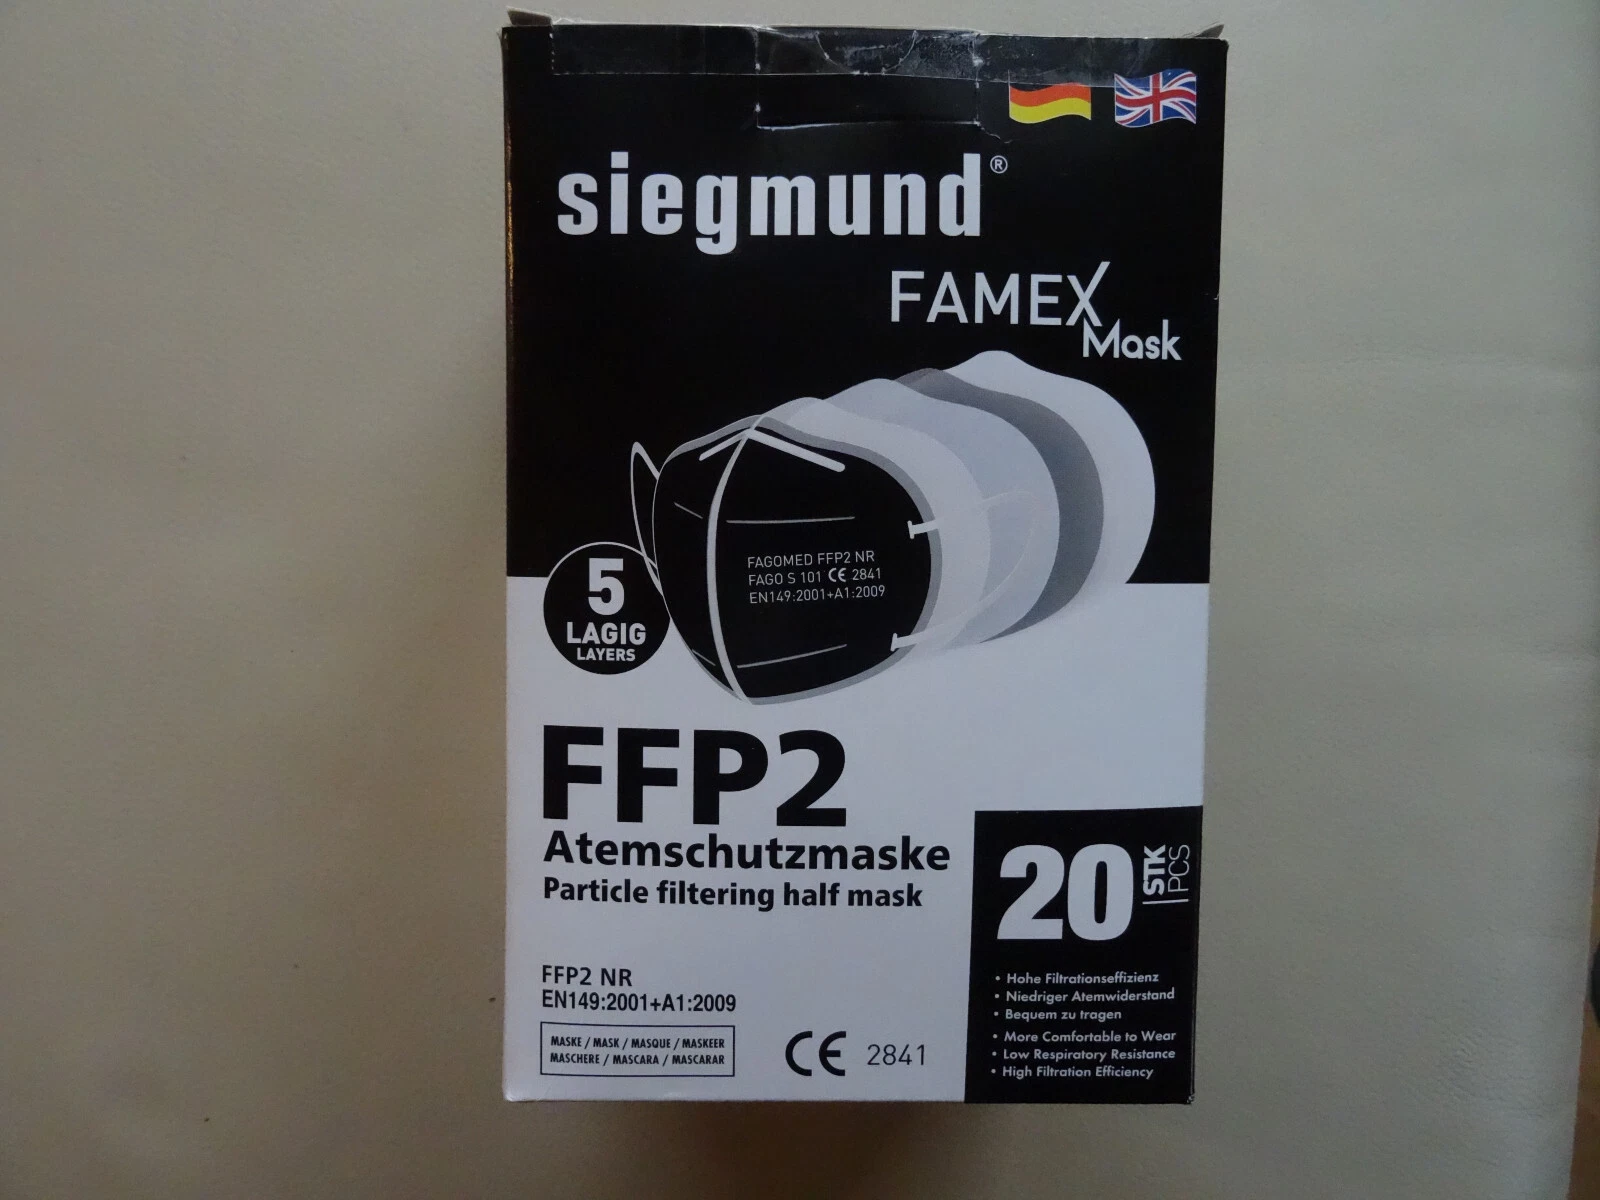 siegmund®
FAMEX
Mask
FAGOMED FFP2 NR
FAGO S 101 CE 2841
EN149:2001+A1:2009
5
LAGIG
LAYERS
FFP2
Atemschutzmaske
Particle filtering half mask
20
STK
PCS
FFP2 NR
EN149:2001+A1:2009
MASKE / MASK / MASQUE / MASKEER
MASCHERE / MASCARA / MASCARAR
CE 2841
• Hohe Filtrationseffizienz
• Niedriger Atemwiderstand
• Bequem zu tragen
• More Comfortable to Wear
• Low Respiratory Resistance
• High Filtration Efficiency